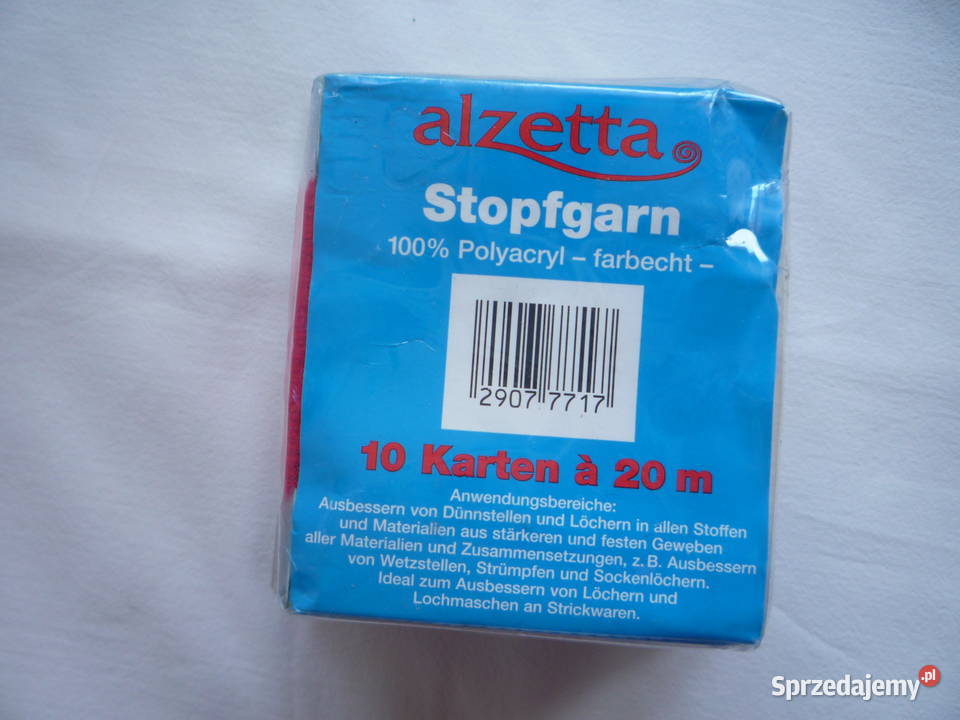 alzetta
Stopfgarn
100% Polyacryl – farbecht –
2907 7717
10 Karten à 20 m
Anwendungsbereiche:
Ausbessern von Dünnstellen und Löchern in allen Stoffen
und Materialien aus stärkeren und festen Geweben
aller Materialien und Zusammensetzungen, z.B. Ausbessern
von Wetzstellen, Strümpfen und Sockenlöchern.
Ideal zum Ausbessern von Löchern und
Lochmaschen an Strickwaren.
Sprzedajemy.pl